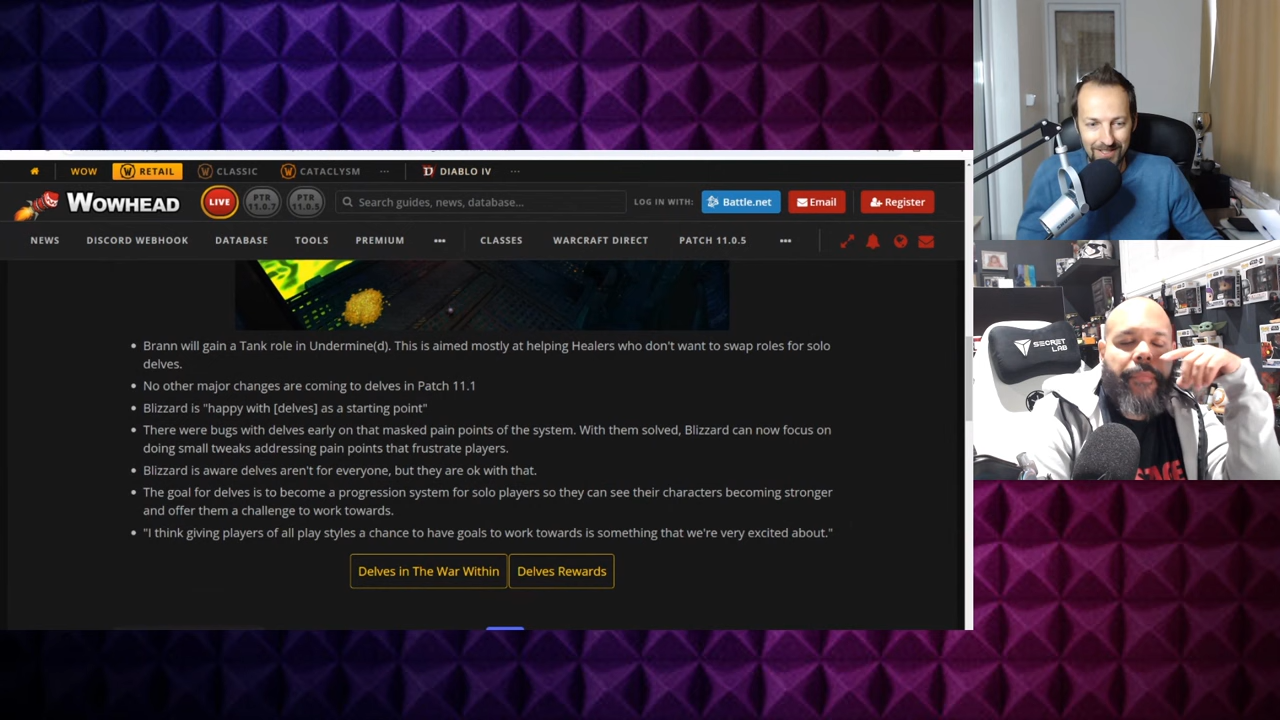 WOW
RETAIL
CLASSIC
CATACLYSM
DIABLO IV
WOWHEAD
LIVE
PTR
11.0.7
PTR
11.0.5
Search guides, news, database...
LOG IN WITH:
Battle.net
Email
Register
NEWS
DISCORD WEBHOOK
DATABASE
TOOLS
PREMIUM
CLASSES
WARCRAFT DIRECT
PATCH 11.0.5
Brann will gain a Tank role in Undermine(d). This is aimed mostly at helping Healers who don't want to swap roles for solo
delves.
No other major changes are coming to delves in Patch 11.1
Blizzard is "happy with [delves] as a starting point"
There were bugs with delves early on that masked pain points of the system. With them solved, Blizzard can now focus on
doing small tweaks addressing pain points that frustrate players.
Blizzard is aware delves aren't for everyone, but they are ok with that.
The goal for delves is to become a progression system for solo players so they can see their characters becoming stronger
and offer them a challenge to work towards.
"I think giving players of all play styles a chance to have goals to work towards is something that we're very excited about."
Delves in The War Within
Delves Rewards
SECRET
LAB